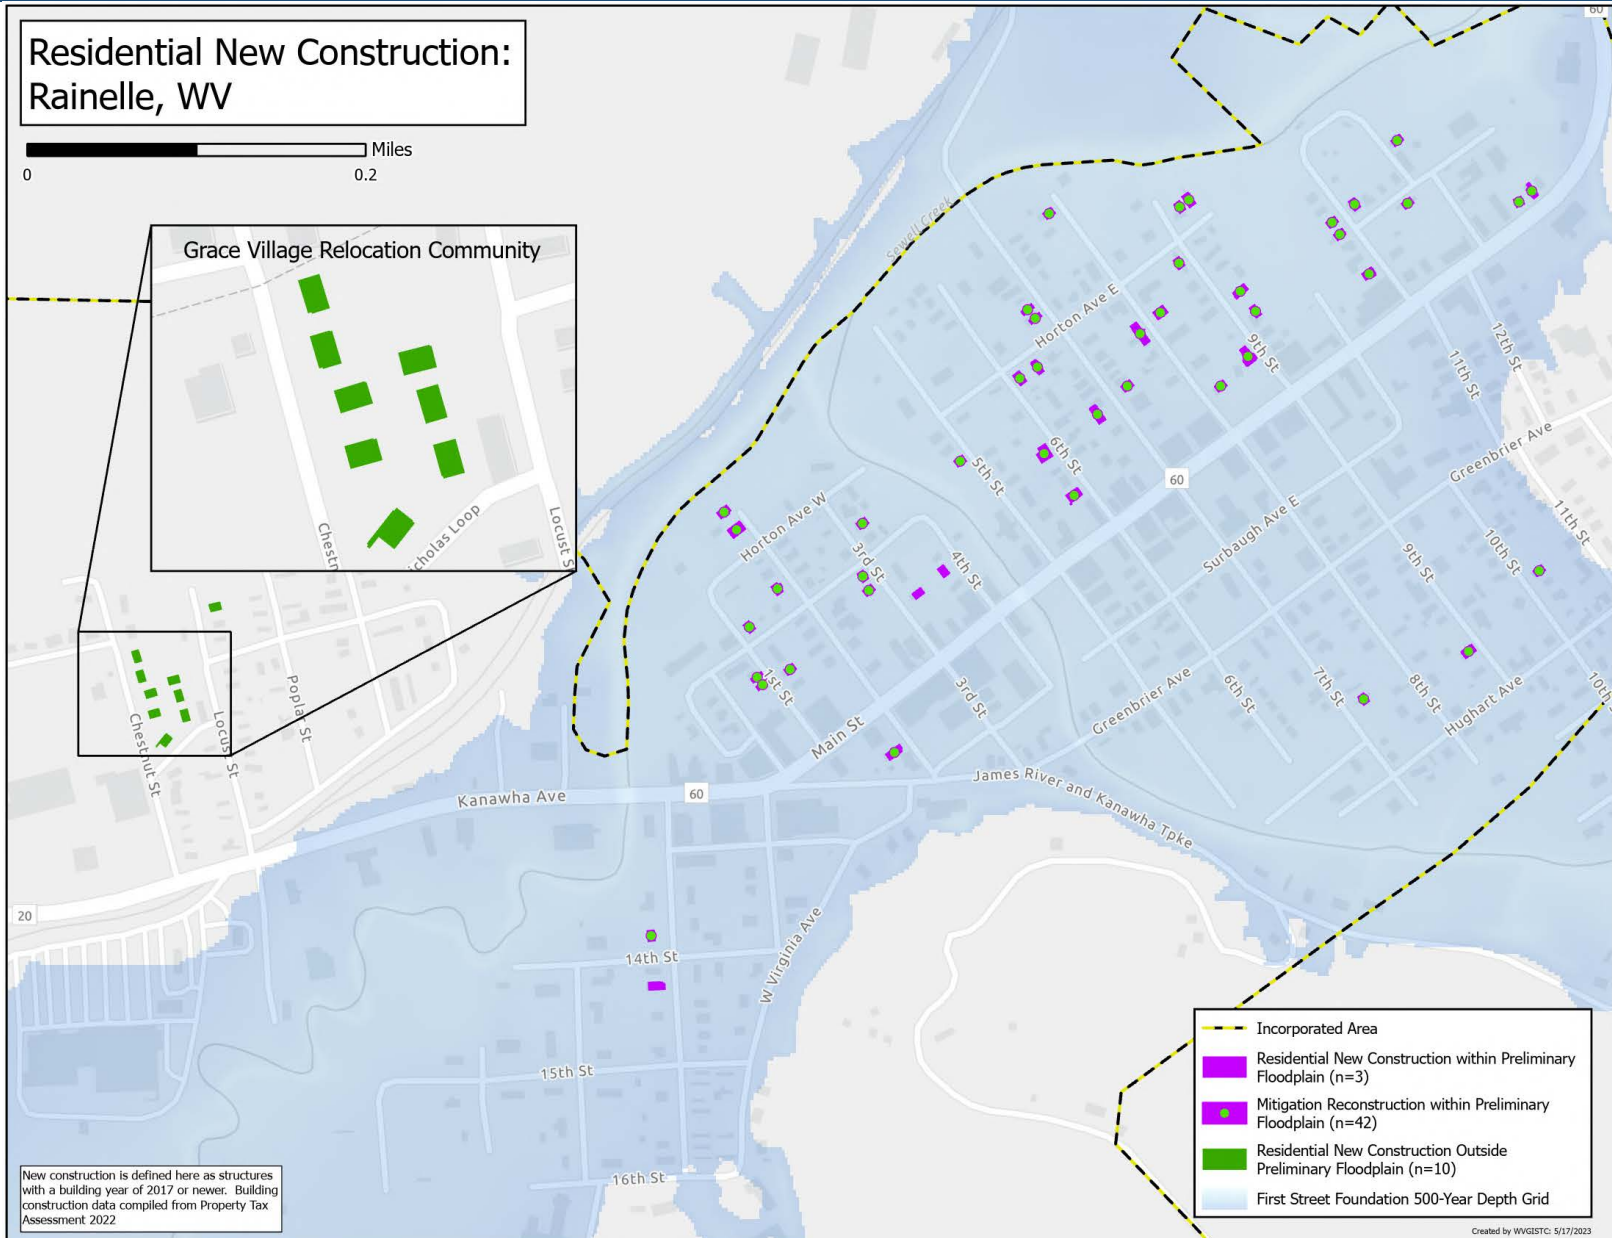 Residential New Construction:
Rainelle, WV
Miles
0
0.2
Grace Village Relocation Community
Chestn
icholas Loop
Locust S
60
Sewell Creek
Horton Ave E
12th St
11th St
9th St
Greenbrier Ave
6th St
5th St
60
11th St
Horton Ave W
Surbaugh Ave E
10th St
9th St
3rd St
4th St
Poplar St
Locust St
Chestnut St
1st St
3rd St
Greenbrier Ave
6th St
7th St
8th St
10th
Hughart Ave
Main St
James River and Kanawha Tpke
Kanawha Ave
60
20
W Virginia Ave
14th St
15th St
16th St
Incorporated Area
Residential New Construction within Preliminary
Floodplain (n=3)
Mitigation Reconstruction within Preliminary
Floodplain (n=42)
Residential New Construction Outside
Preliminary Floodplain (n=10)
First Street Foundation 500-Year Depth Grid
New construction is defined here as structures
with a building year of 2017 or newer.  Building
construction data compiled from Property Tax
Assessment 2022
Created by WVGISTC: 5/17/2023